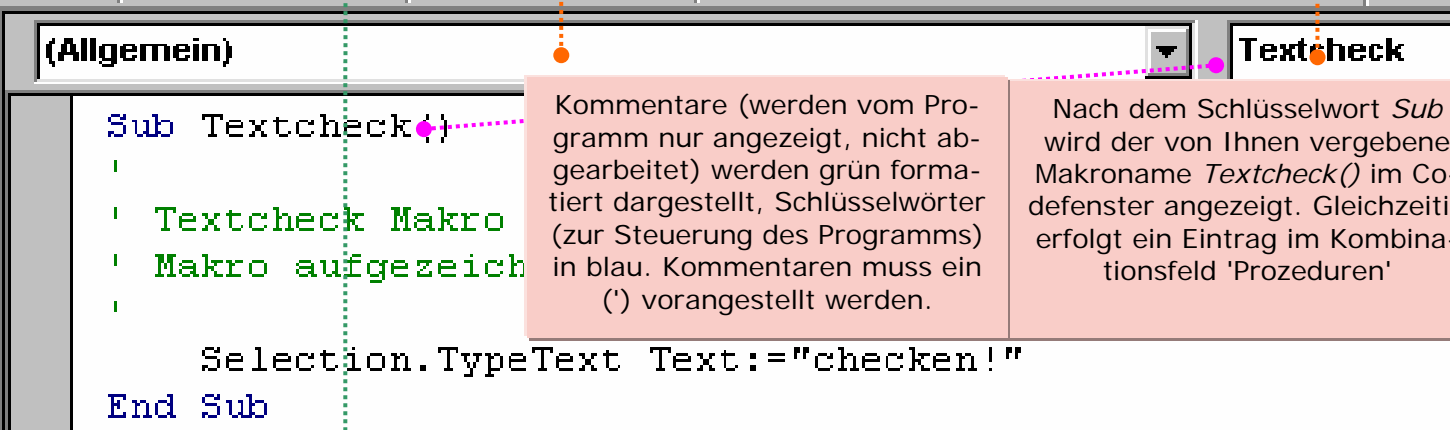 (Allgemein)
Textcheck
Sub Textcheck()
'
' Textcheck Makro
' Makro aufgezeich
'
Selection.TypeText Text:="checken!"
End Sub
Kommentare (werden vom Pro-
gramm nur angezeigt, nicht ab-
gearbeitet) werden grün forma-
tiert dargestellt, Schlüsselwörter
(zur Steuerung des Programms)
in blau. Kommentaren muss ein
(') vorangestellt werden.
Nach dem Schlüsselwort Sub
wird der von Ihnen vergebene
Makroname Textcheck() im Co-
defenster angezeigt. Gleichzeiti
erfolgt ein Eintrag im Kombina-
tionsfeld 'Prozeduren'